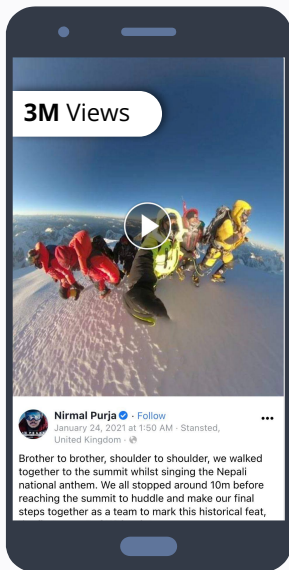 3M Views
Nirmal Purja · Follow
January 24, 2021 at 1:50 AM · Stansted,
United Kingdom ·
Brother to brother, shoulder to shoulder, we walked
together to the summit whilst singing the Nepali
national anthem. We all stopped around 10m before
reaching the summit to huddle and make our final
steps together as a team to mark this historical feat,